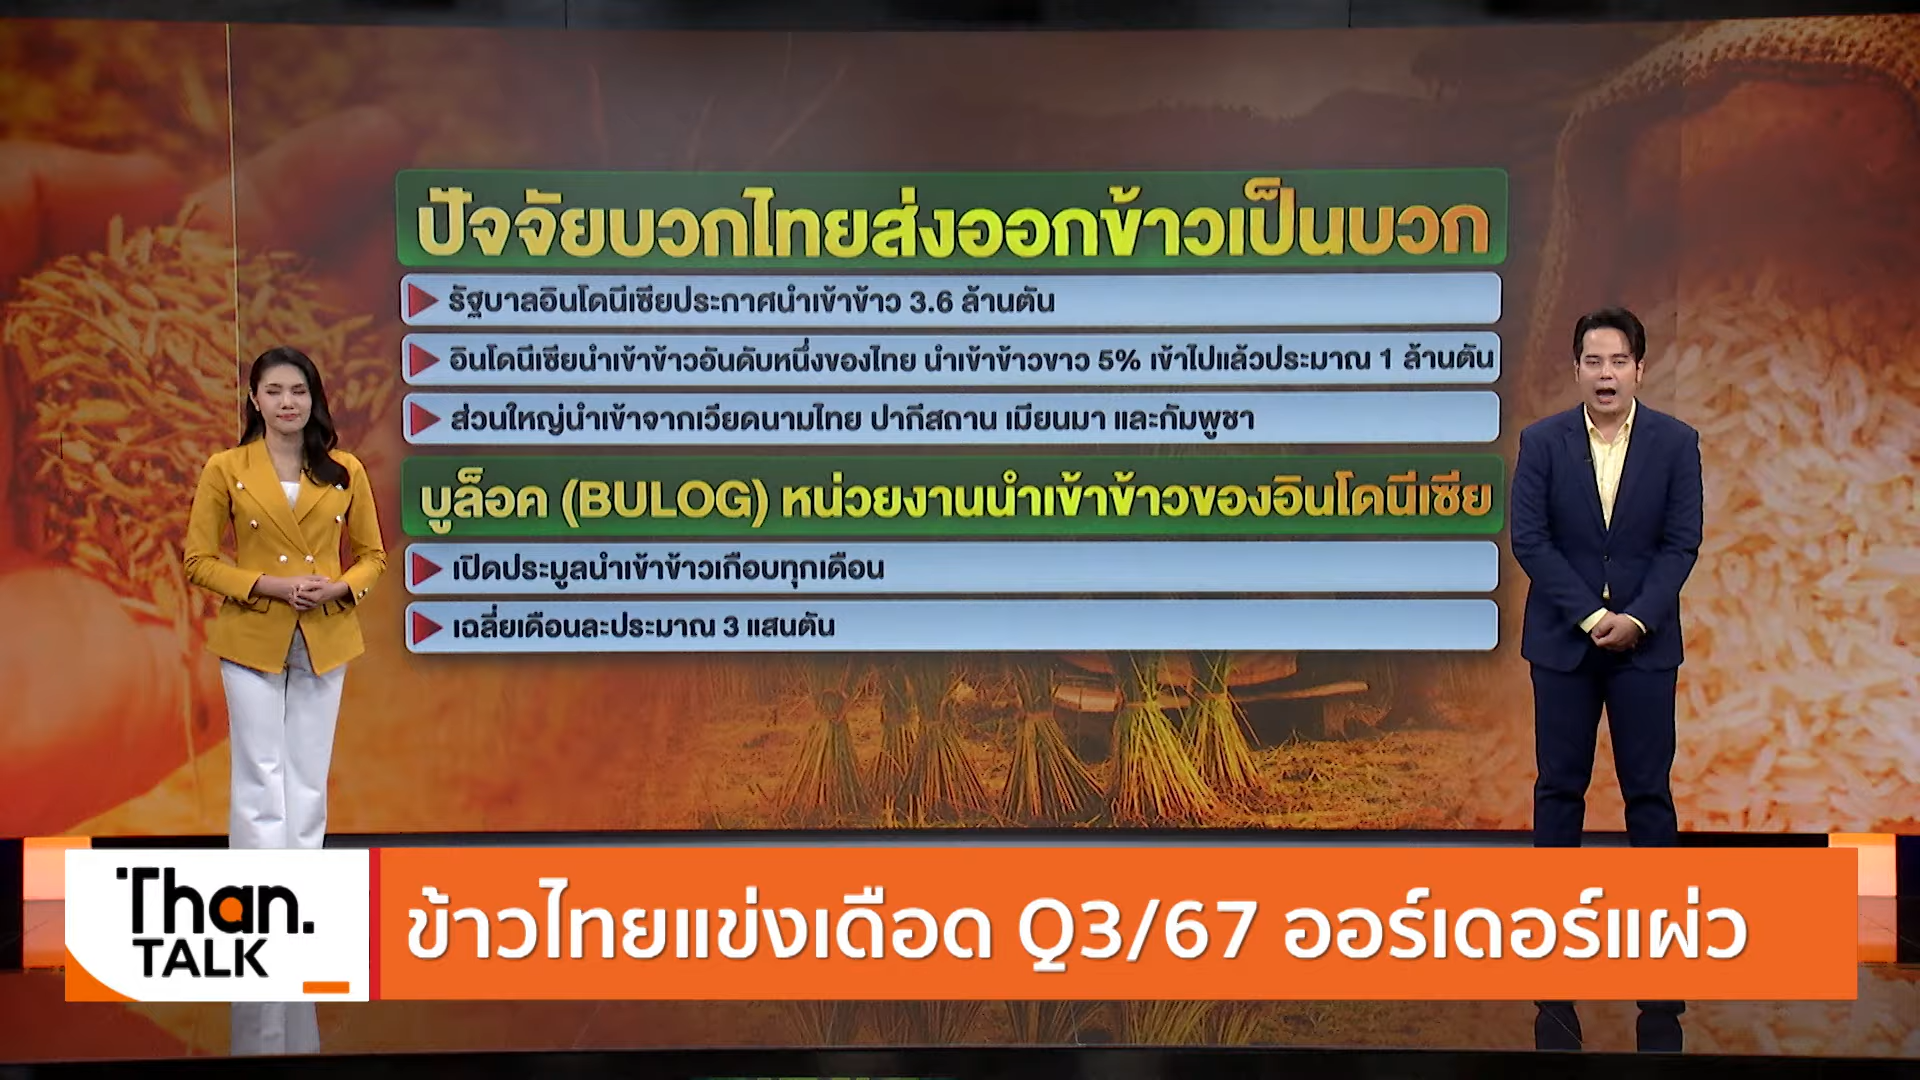 ปัจจัยบวกไทยส่งออกข้าวเป็นบวก
รัฐบาลอินโดนีเซียประกาศนำเข้าข้าว 3.6 ล้านตัน
อินโดนีเซียนำเข้าข้าวอันดับหนึ่งของไทย นำเข้าข้าวขาว 5% เข้าไปแล้วประมาณ 1 ล้านตัน
ส่วนใหญ่นำเข้าจากเวียดนามไทย ปากีสถาน เมียนมา และกัมพูชา
บูล็อค (BULOG) หน่วยงานนำเข้าข้าวของอินโดนีเซีย
เปิดประมูลนำเข้าข้าวเกือบทุกเดือน
เฉลี่ยเดือนละประมาณ 3 แสนตัน
Than.
TALK
ข้าวไทยแข่งเดือด Q3/67 ออร์เดอร์แผ่ว